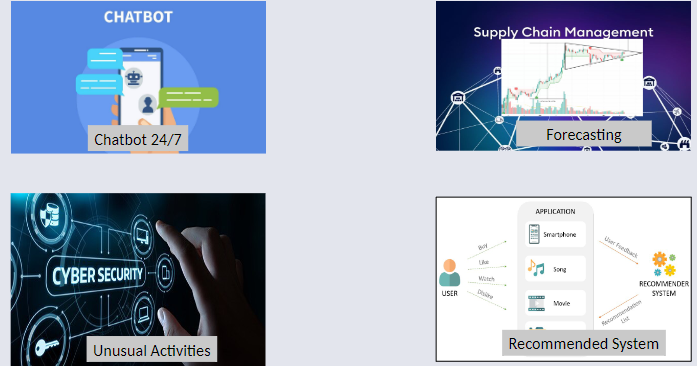 CHATBOT
Chatbot 24/7
Supply Chain Management
Forecasting
CYBER SECURITY
Unusual Activities
APPLICATION
Smartphone
Song
Movie
USER
Buy
Like
Watch
Dislike
User Feedback
RECOMMENDER
SYSTEM
Recommendation
List
Recommended System